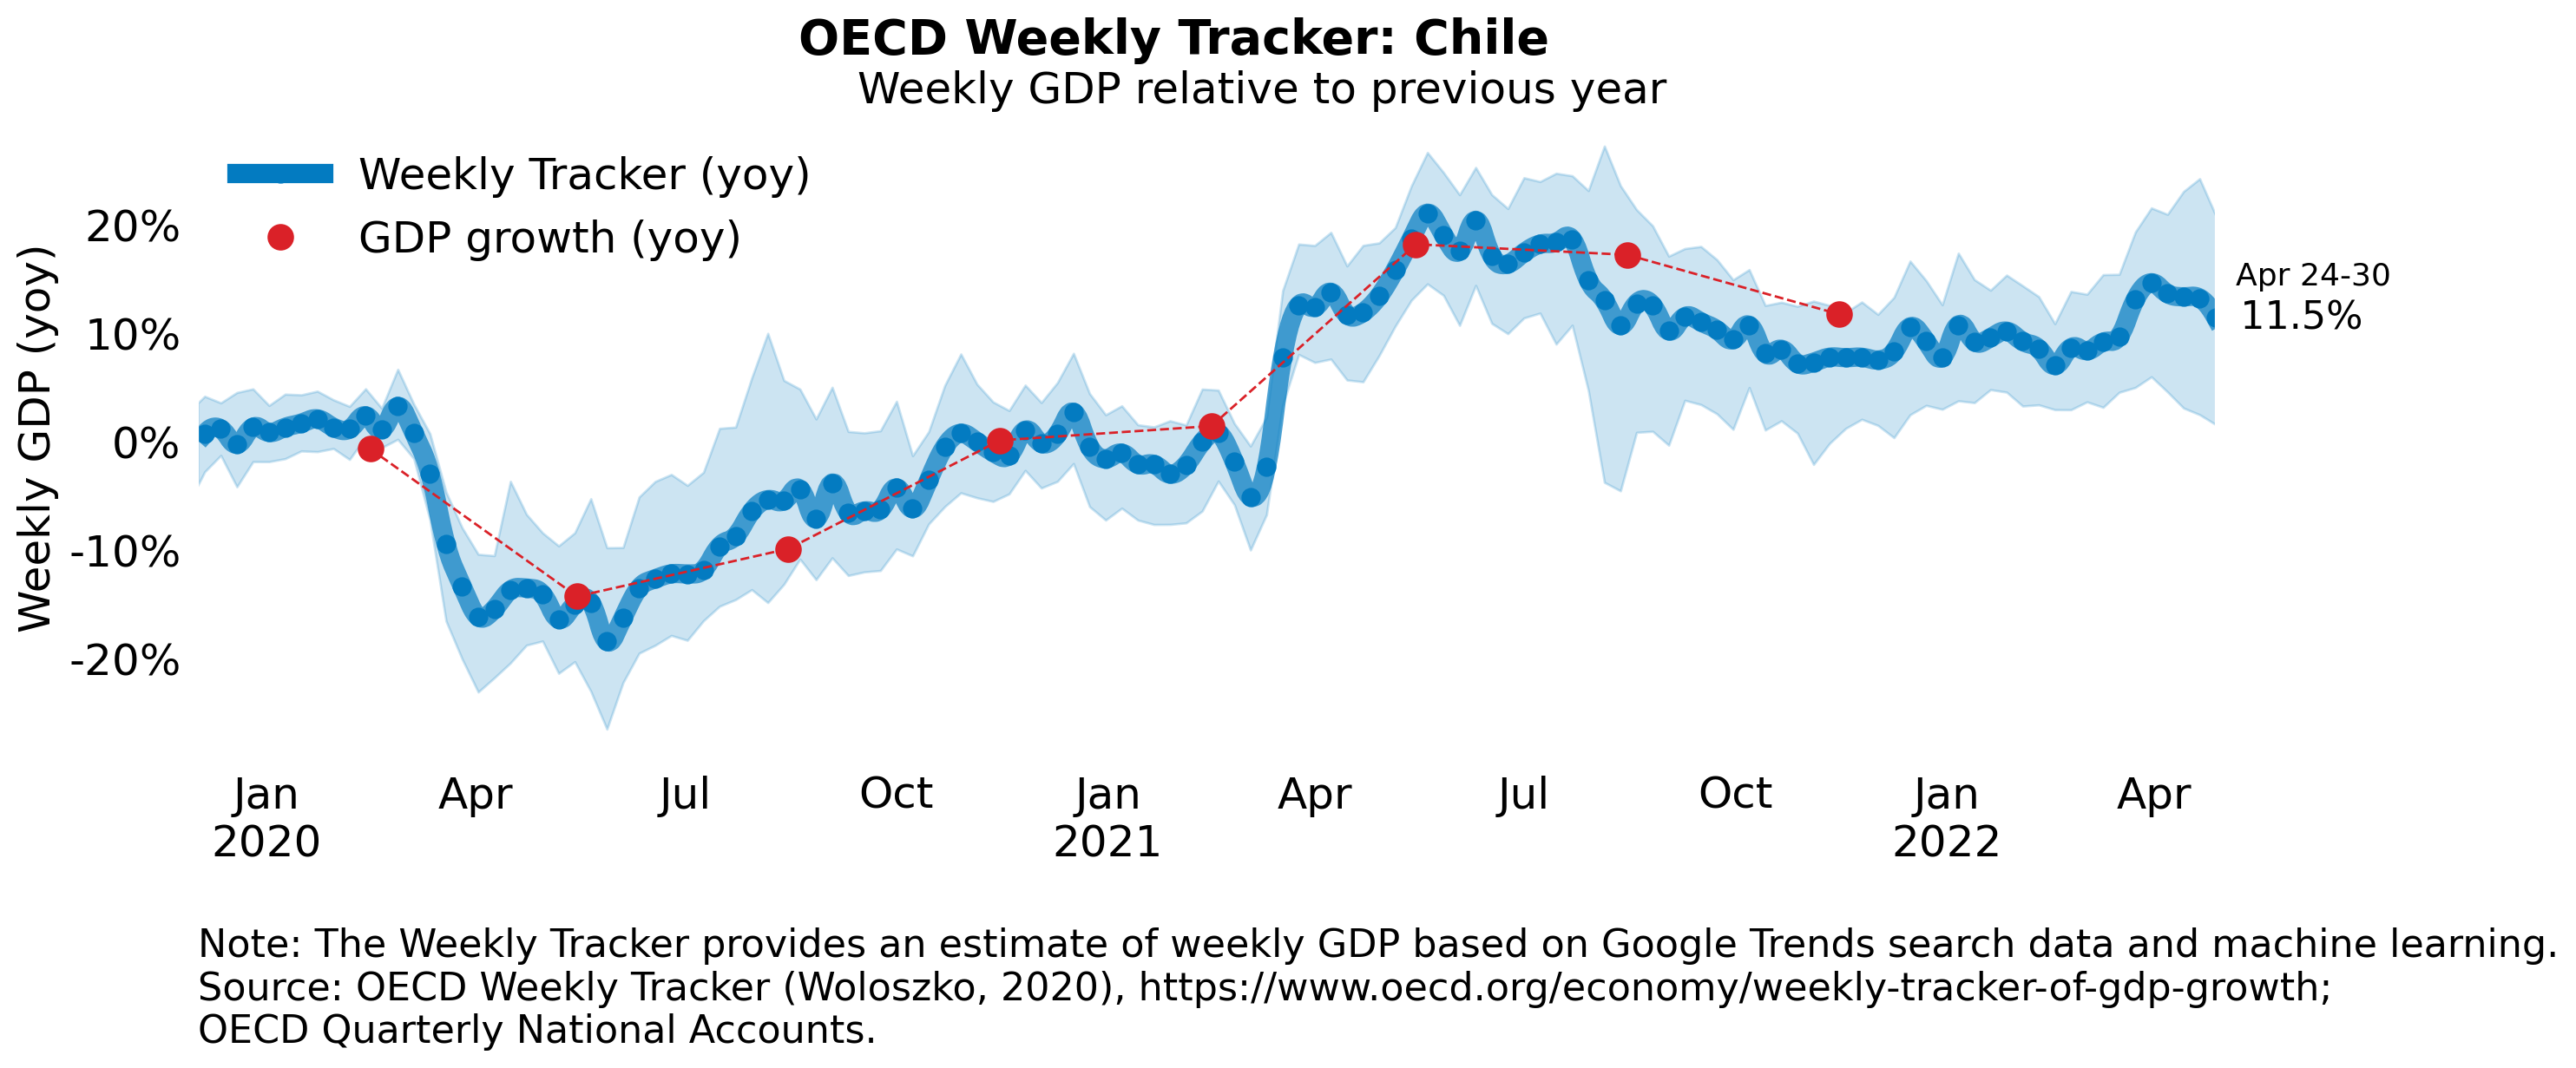 OECD Weekly Tracker: Chile
Weekly GDP relative to previous year
Weekly Tracker (yoy)
GDP growth (yoy)
Weekly GDP (yoy)
20%
10%
0%
-10%
-20%
Apr 24-30
11.5%
Jan Apr Jul Oct Jan Apr Jul Oct Jan Apr
2020 2021 2022
Note: The Weekly Tracker provides an estimate of weekly GDP based on Google Trends search data and machine learning.
Source: OECD Weekly Tracker (Woloszko, 2020), https://www.oecd.org/economy/weekly-tracker-of-gdp-growth;
OECD Quarterly National Accounts.